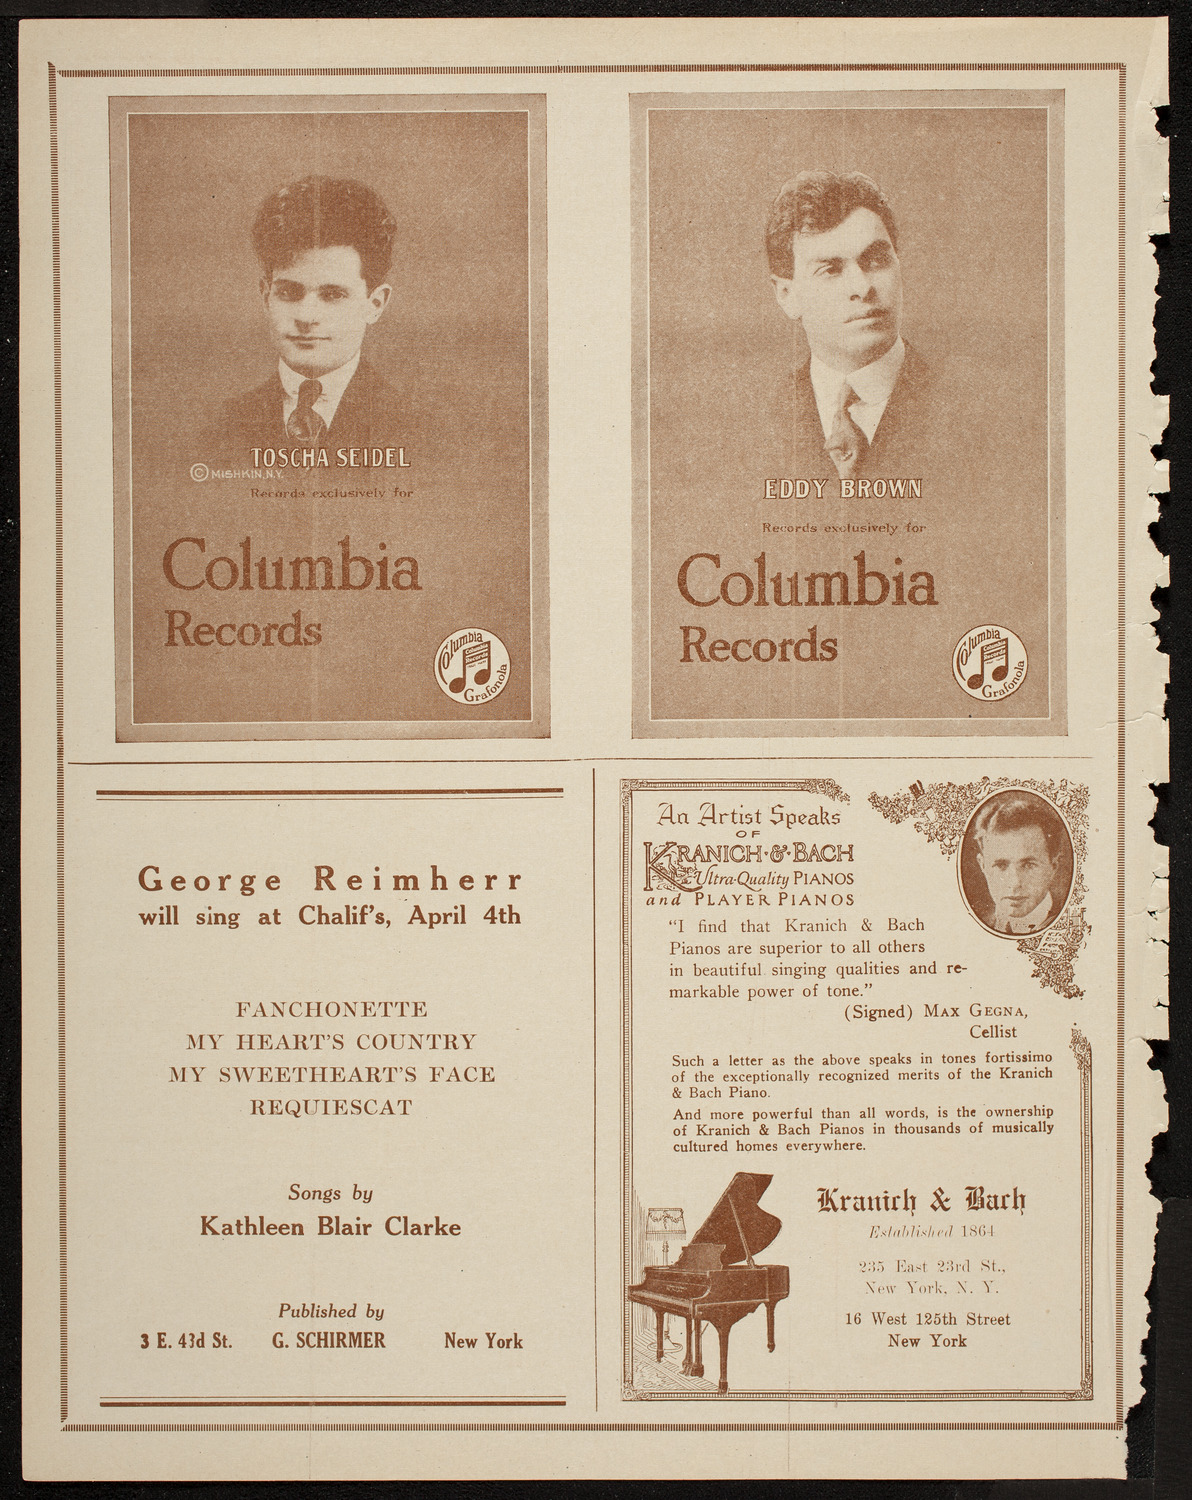 TOSCHA SEIDEL
© MISHKIN, N.Y.
Records exclusively for
Columbia
Records
Columbia
Grafonola
EDDY BROWN
Records exclusively for
Columbia
Records
Columbia
Grafonola
George Reimherr
will sing at Chalif's, April 4th
FANCHONETTE
MY HEART'S COUNTRY
MY SWEETHEART'S FACE
REQUIESCAT
Songs by
Kathleen Blair Clarke
Published by
3 E. 43d St. G. SCHIRMER New York
An Artist Speaks
OF
KRANICH·&·BACH
Ultra-Quality PIANOS
and PLAYER PIANOS
"I find that Kranich & Bach
Pianos are superior to all others
in beautiful singing qualities and re-
markable power of tone."
(Signed) MAX GEGNA,
Cellist
Such a letter as the above speaks in tones fortissimo
of the exceptionally recognized merits of the Kranich
& Bach Piano.
And more powerful than all words, is the ownership
of Kranich & Bach Pianos in thousands of musically
cultured homes everywhere.
Kranich & Bach
Established 1864
235 East 23rd St.,
New York, N. Y.
16 West 125th Street
New York